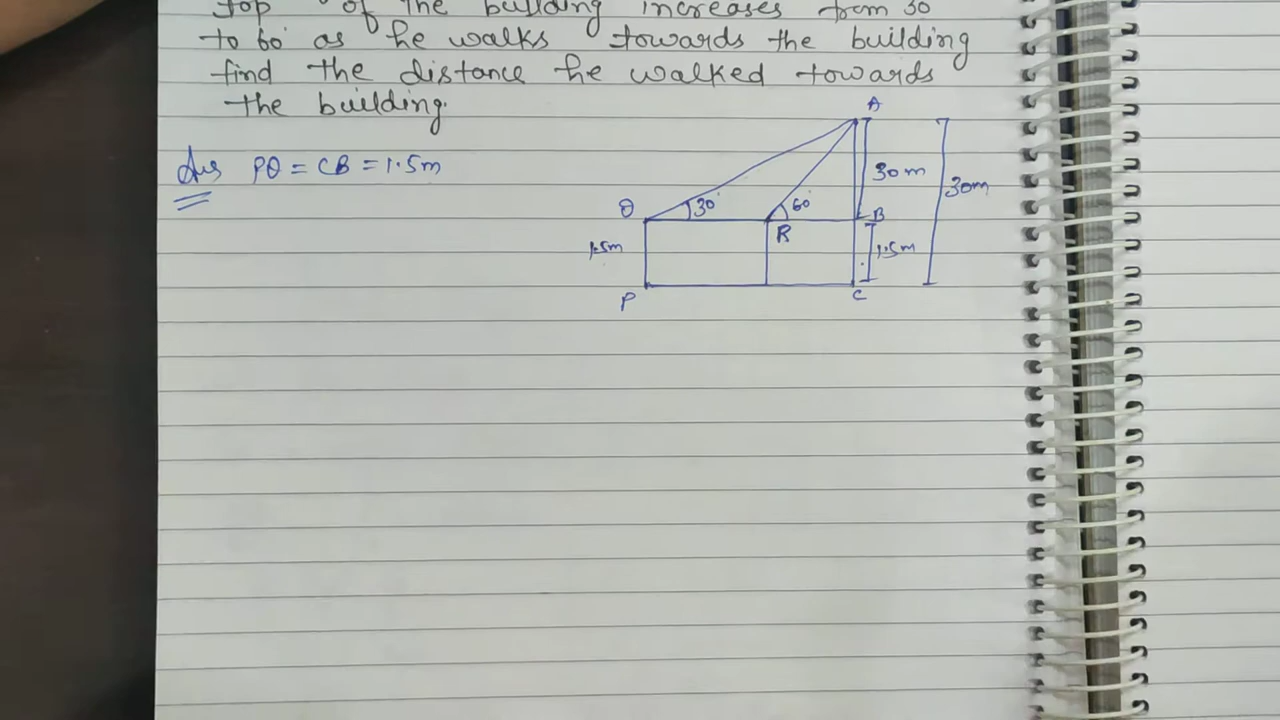 top of the building increases from 30
to 60 as he walks towards the building
find the distance he walked towards
the building.
Ans PQ = CB = 1.5m
A
30m
30m
Q
30
60
B
R
1.5m
1.5m
P
C